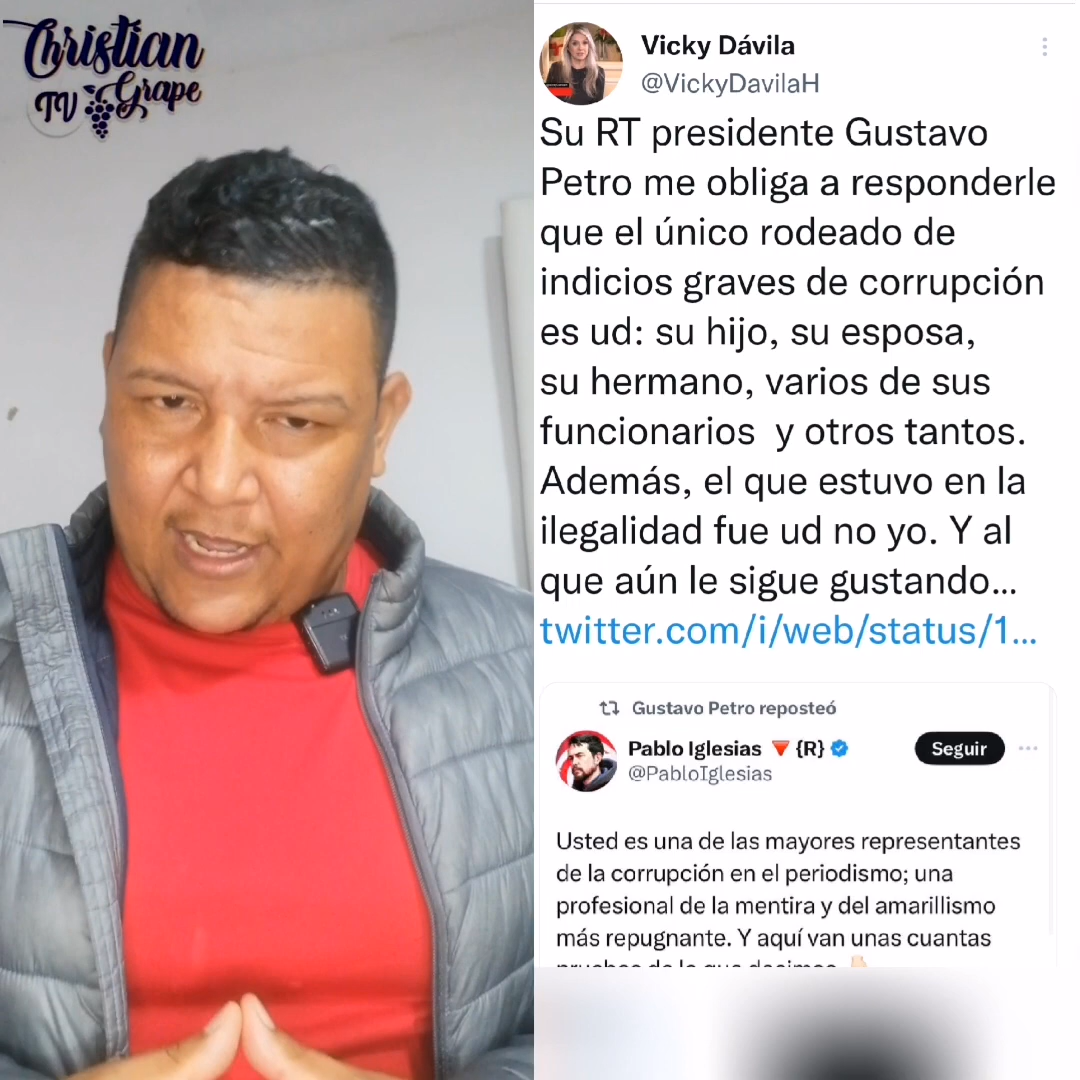 Christian
TV Grape
Vicky Dávila
@VickyDavilaH
Su RT presidente Gustavo
Petro me obliga a responderle
que el único rodeado de
indicios graves de corrupción
es ud: su hijo, su esposa,
su hermano, varios de sus
funcionarios y otros tantos.
Además, el que estuvo en la
ilegalidad fue ud no yo. Y al
que aún le sigue gustando...
twitter.com/i/web/status/1...
Gustavo Petro reposteó
Pablo Iglesias 🔻{R}
@PabloIglesias
Seguir
Usted es una de las mayores representantes
de la corrupción en el periodismo; una
profesional de la mentira y del amarillismo
más repugnante. Y aquí van unas cuantas